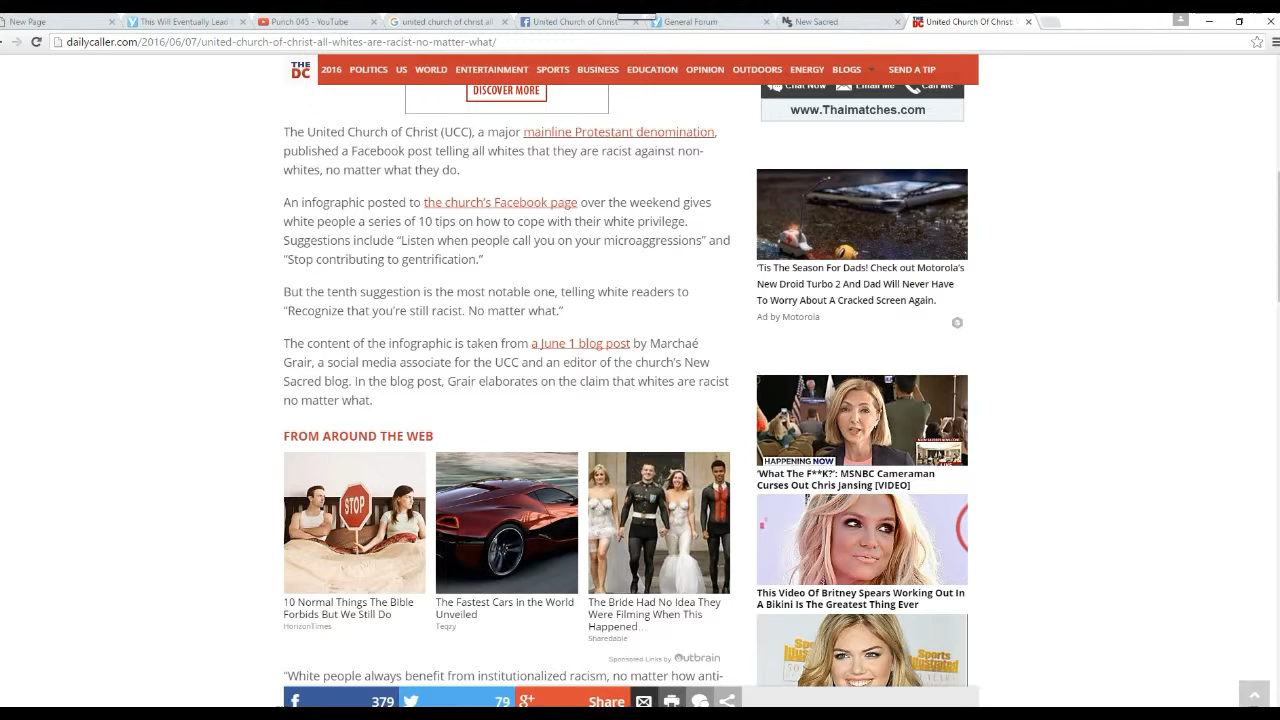 New Page
This Will Eventually Lead
Punch 045 - YouTube
united church of christ all
United Church of Christ
General Forum
New Sacred
United Church Of Christ:
dailycaller.com/2016/06/07/united-church-of-christ-all-whites-are-racist-no-matter-what/
THE
DC
2016 POLITICS US WORLD ENTERTAINMENT SPORTS BUSINESS EDUCATION OPINION OUTDOORS ENERGY BLOGS SEND A TIP
DISCOVER MORE
The United Church of Christ (UCC), a major mainline Protestant denomination,
published a Facebook post telling all whites that they are racist against non-
whites, no matter what they do.
An infographic posted to the church's Facebook page over the weekend gives
white people a series of 10 tips on how to cope with their white privilege.
Suggestions include “Listen when people call you on your microaggressions” and
“Stop contributing to gentrification.”
But the tenth suggestion is the most notable one, telling white readers to
“Recognize that you’re still racist. No matter what.”
The content of the infographic is taken from a June 1 blog post by Marchaé
Grair, a social media associate for the UCC and an editor of the church’s New
Sacred blog. In the blog post, Grair elaborates on the claim that whites are racist
no matter what.
FROM AROUND THE WEB
10 Normal Things The Bible
Forbids But We Still Do
HorizonTimes
STOP
The Fastest Cars In the World
Unveiled
Teqzy
The Bride Had No Idea They
Were Filming When This
Happened...
Sharedable
Sponsored Links by Outbrain
“White people always benefit from institutionalized racism, no matter how anti-
379
79
Share
Chat Now Email Me Call Me
www.Thaimatches.com
'Tis The Season For Dads! Check out Motorola's
New Droid Turbo 2 And Dad Will Never Have
To Worry About A Cracked Screen Again.
Ad by Motorola
HAPPENING NOW
'What The F**K?': MSNBC Cameraman
Curses Out Chris Jansing [VIDEO]
This Video Of Britney Spears Working Out In
A Bikini Is The Greatest Thing Ever
Sports
Illustrated